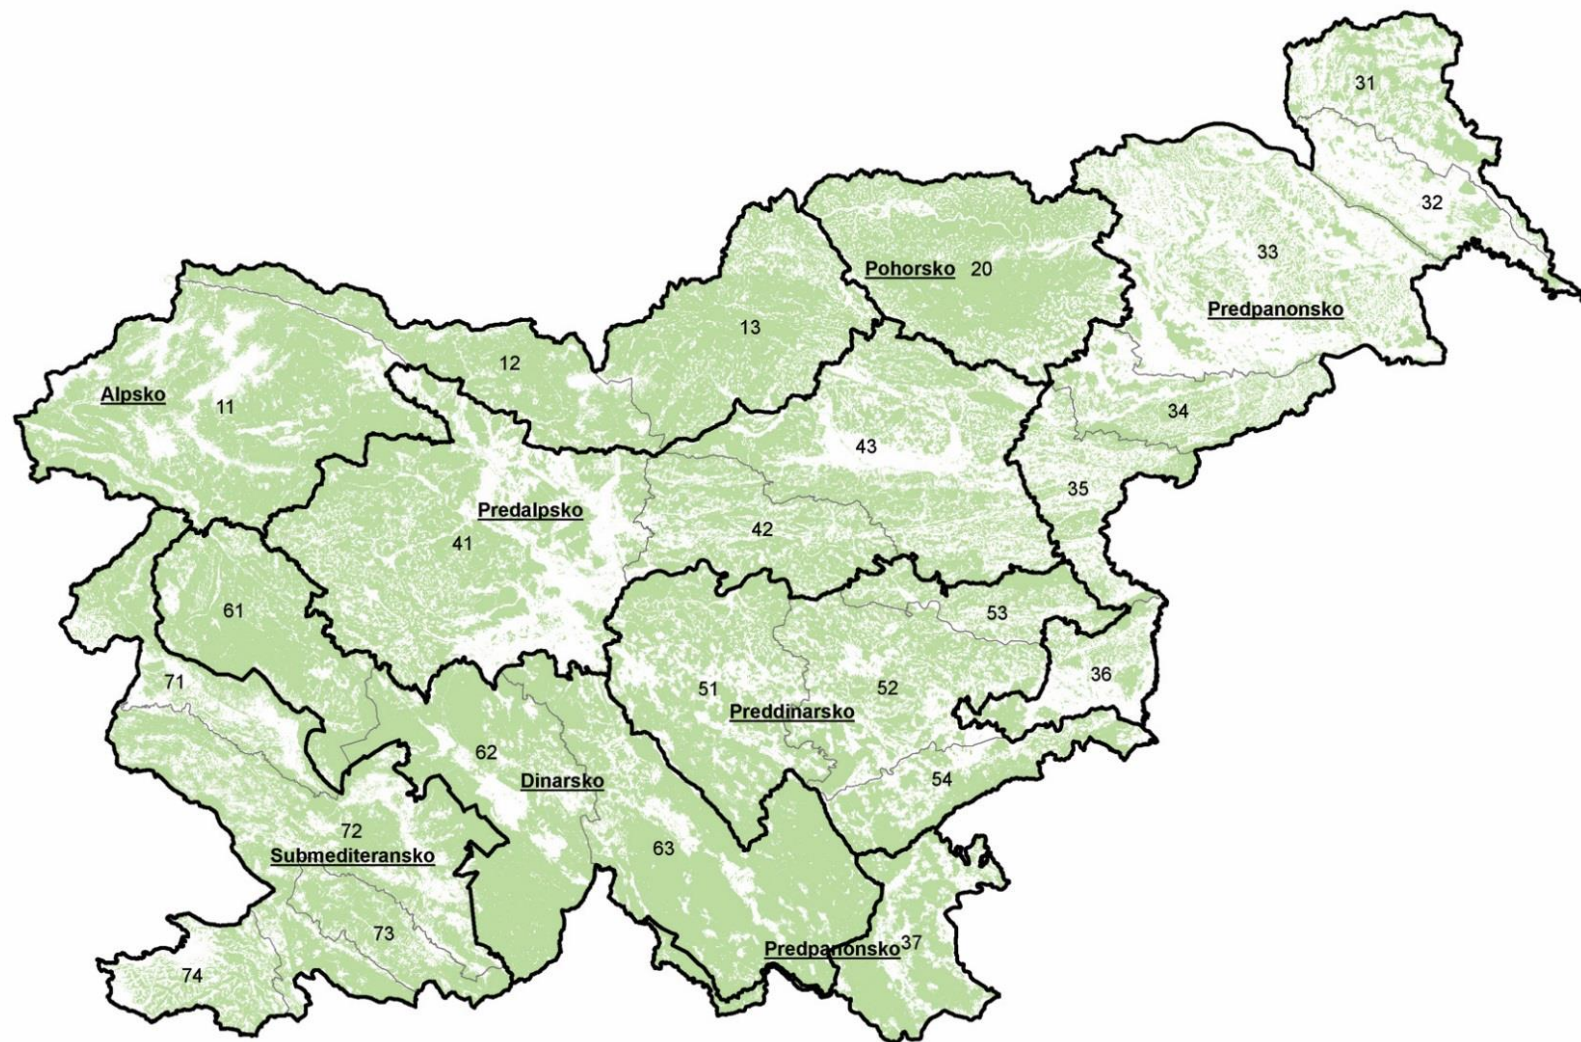 31
32
33
Pohorsko 20
Predpanonsko
13
12
Alpsko
11
34
43
35
Predalpsko
42
41
61
53
36
71
51
52
Preddinarsko
62
54
Dinarsko
72
63
Submediteransko
73
Predpanonsko 37
74